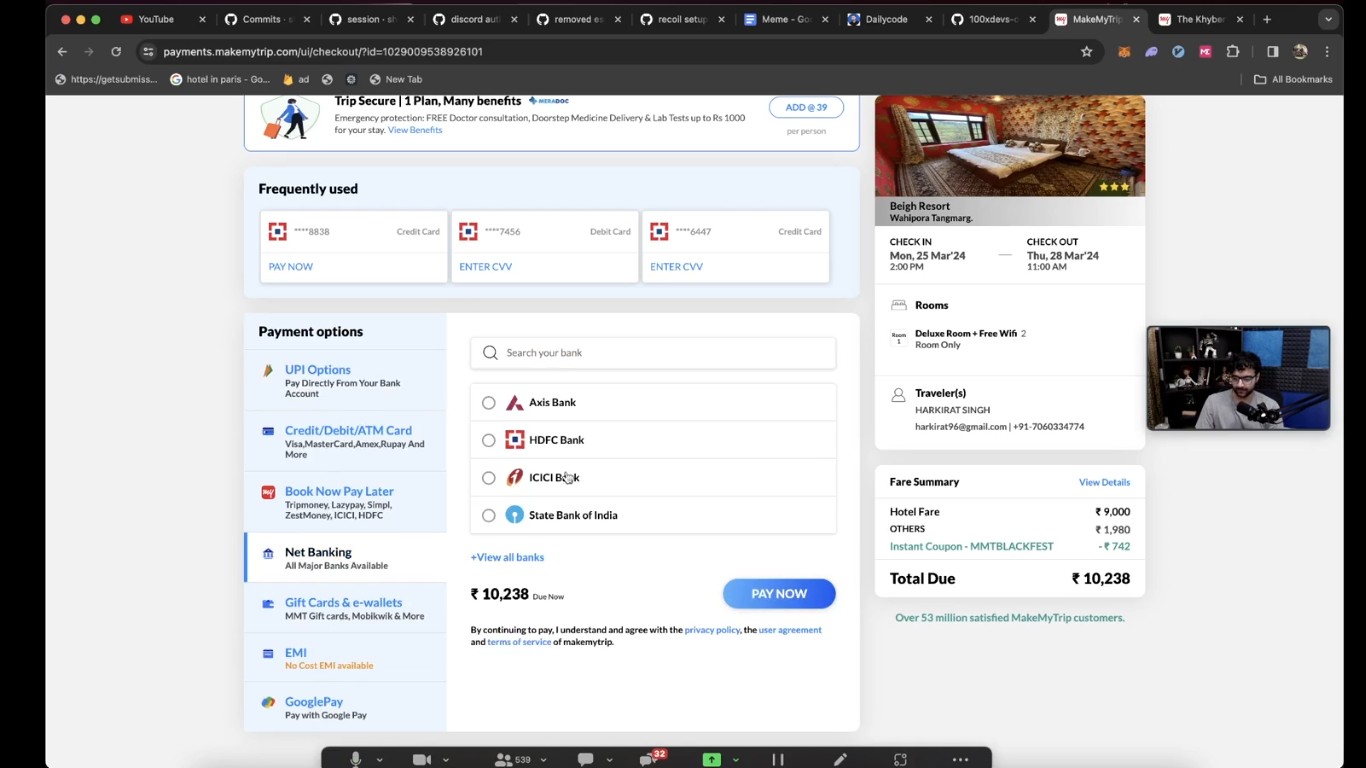 YouTube
Commits - s
session - sh
discord aut
removed es
recoil setup
Meme - Go
Dailycode
100xdevs-c
MakeMyTrip
The Khyber
payments.makemytrip.com/ui/checkout/?id=1029009538926101
https://getsubmiss...
hotel in paris - Go...
ad
New Tab
All Bookmarks
Trip Secure | 1 Plan, Many benefits
MERADOC
Emergency protection: FREE Doctor consultation, Doorstep Medicine Delivery & Lab Tests up to Rs 1000
for your stay. View Benefits
ADD @ 39
per person
Frequently used
****8838 Credit Card
PAY NOW
****7456 Debit Card
ENTER CVV
****6447 Credit Card
ENTER CVV
Payment options
UPI Options
Pay Directly From Your Bank
Account
Credit/Debit/ATM Card
Visa,MasterCard,Amex,Rupay And
More
Book Now Pay Later
Tripmoney, Lazypay, Simpl,
ZestMoney, ICICI, HDFC
Net Banking
All Major Banks Available
Gift Cards & e-wallets
MMT Gift cards, Mobikwik & More
EMI
No Cost EMI available
GooglePay
Pay with Google Pay
Search your bank
Axis Bank
HDFC Bank
ICICI Bank
State Bank of India
+View all banks
₹ 10,238 Due Now
PAY NOW
By continuing to pay, I understand and agree with the privacy policy, the user agreement
and terms of service of makemytrip.
Beigh Resort
Wahipora Tangmarg.
CHECK IN
Mon, 25 Mar'24
2:00 PM
CHECK OUT
Thu, 28 Mar'24
11:00 AM
Rooms
Room
1
Deluxe Room + Free Wifi 2
Room Only
Traveler(s)
HARKIRAT SINGH
harkirat96@gmail.com | +91-7060334774
Fare Summary View Details
Hotel Fare ₹ 9,000
OTHERS ₹ 1,980
Instant Coupon - MMTBLACKFEST - ₹ 742
Total Due ₹ 10,238
Over 53 million satisfied MakeMyTrip customers.
539
32